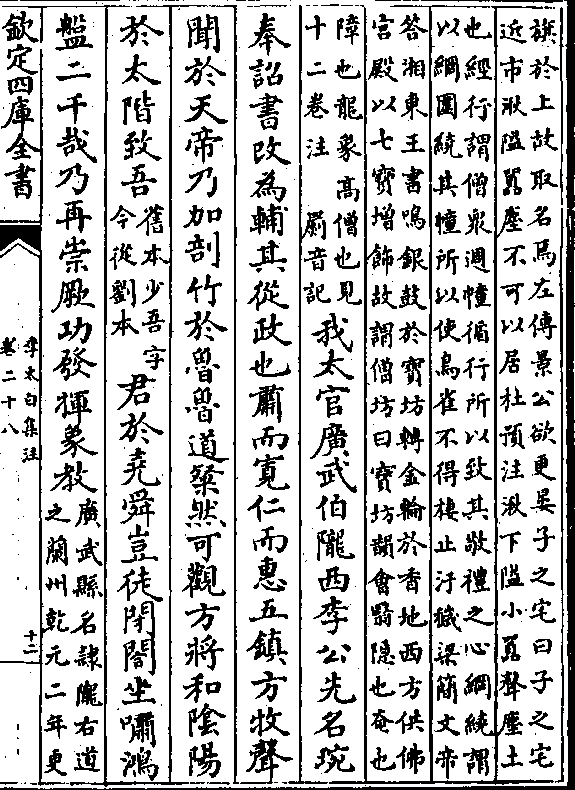 旗於上故取名焉左傳景公欲更晏子之宅曰子之宅
近市湫隘囂塵不可以居杜預注湫下隘小囂聲塵土
也經行謂僧衆週幢循行所以致其敬禮之心網繞謂
以網圍繞其幢所以使鳥雀不得棲止汙穢梁簡文帝
答湘東王書鳴銀鼓於寶坊轉金輪於香地西方供佛
宮殿以七寶增飾故謂僧坊曰寶坊韻會翳隱也奄也
障也龍象高僧也見
十二卷注 罽音記
我太官廣武伯隴西李公先名琬
奉詔書改為輔其從政也肅而寬仁而惠五鎮方牧聲
聞於天帝乃加剖竹於魯魯道粲然可觀方將和陰陽
於太階致吾
舊本少吾字
今從劉本
君於堯舜豈徒閉閤坐嘯鴻
盤二千哉乃再崇厥功發揮象教
廣武縣名隸隴右道
之蘭州乾元二年更
欽定四庫全書
李太白集注
卷二十八
十二